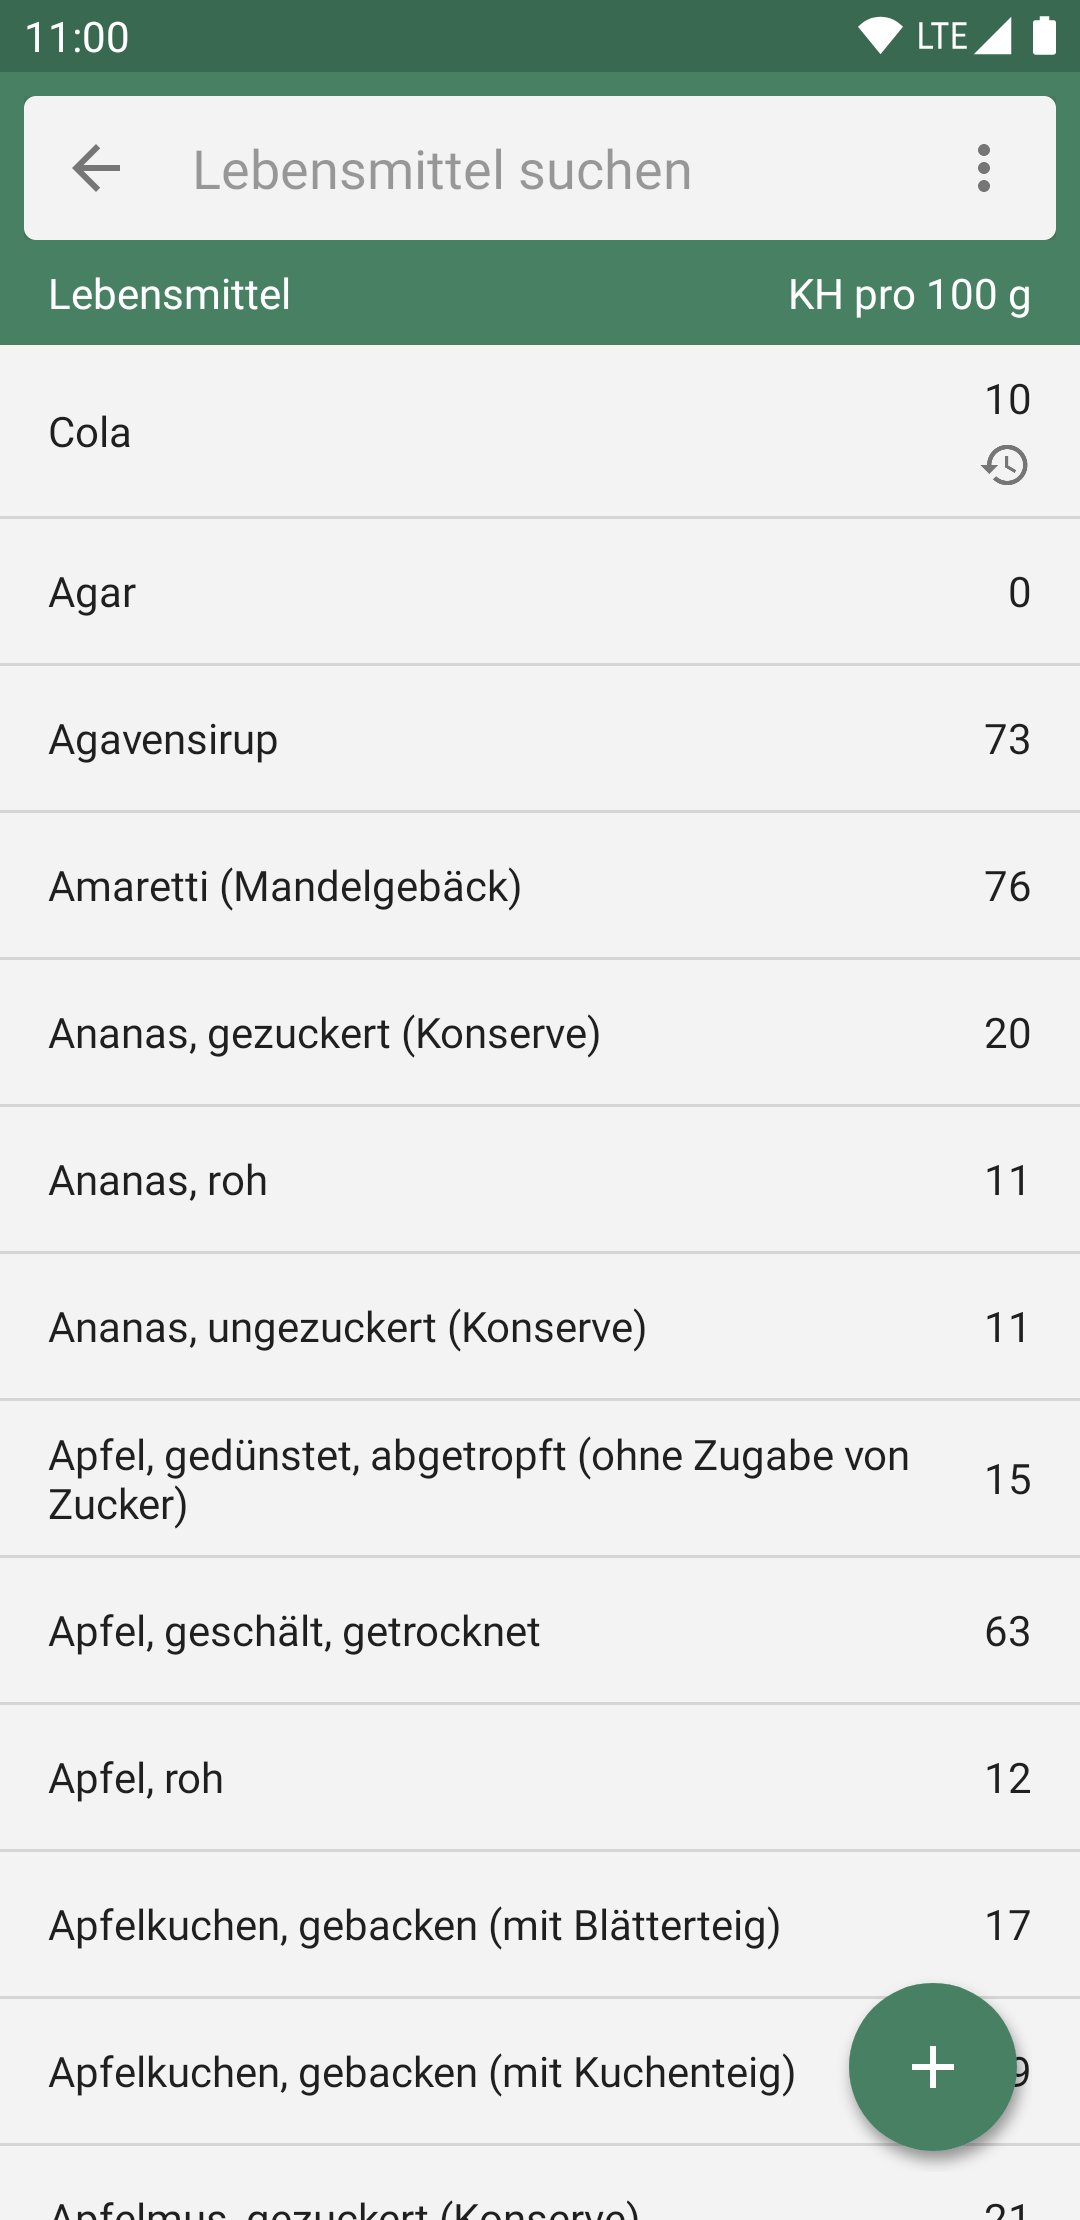 11:00
LTE
Lebensmittel suchen
Lebensmittel
KH pro 100 g
Cola
10
Agar
0
Agavensirup
73
Amaretti (Mandelgebäck)
76
Ananas, gezuckert (Konserve)
20
Ananas, roh
11
Ananas, ungezuckert (Konserve)
11
Apfel, gedünstet, abgetropft (ohne Zugabe von
Zucker)
15
Apfel, geschält, getrocknet
63
Apfel, roh
12
Apfelkuchen, gebacken (mit Blätterteig)
17
Apfelkuchen, gebacken (mit Kuchenteig)
Apfelmus, gezuckert (Konserve)
21